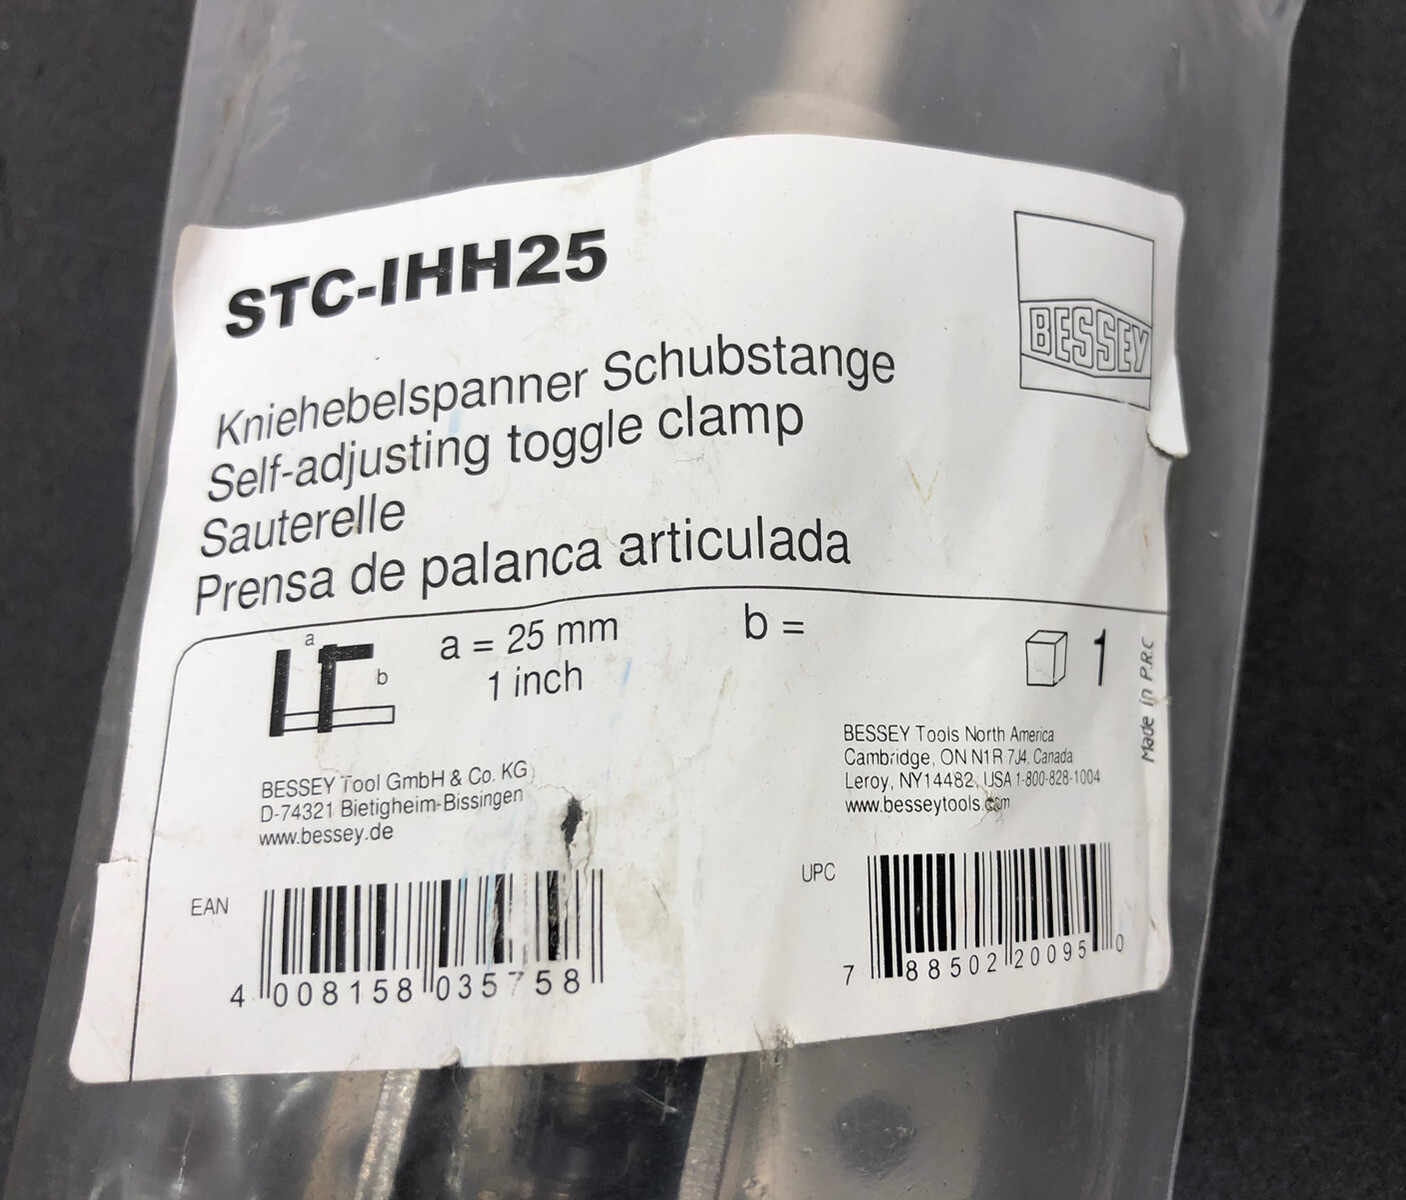 STC-IHH25
BESSEY
Kniehebelspanner Schubstange
Self-adjusting toggle clamp
Sauterelle
Prensa de palanca articulada
a
b
a = 25 mm
1 inch
b =
1
Made in P.R.C
BESSEY Tool GmbH & Co. KG
D-74321 Bietigheim-Bissingen
www.bessey.de
BESSEY Tools North America
Cambridge, ON N1R 7J4, Canada
Leroy, NY14482, USA 1-800-828-1004
www.besseytools.com
EAN
4 008158 035758
UPC
7 88502 20095 0